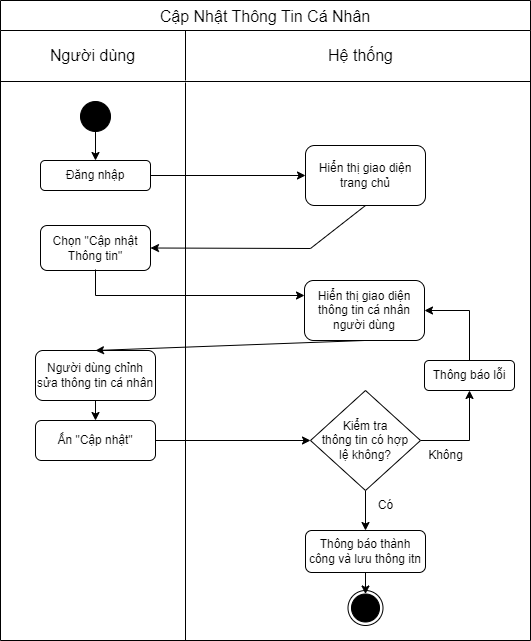 Cập Nhật Thông Tin Cá Nhân
Người dùng
Hệ thống
Đăng nhập
Hiển thị giao diện
trang chủ
Chọn "Cập nhật
Thông tin"
Hiển thị giao diện
thông tin cá nhân
người dùng
Người dùng chỉnh
sửa thông tin cá nhân
Thông báo lỗi
Ấn "Cập nhật"
Kiểm tra
thông tin có hợp
lệ không?
Không
Có
Thông báo thành
công và lưu thông itn